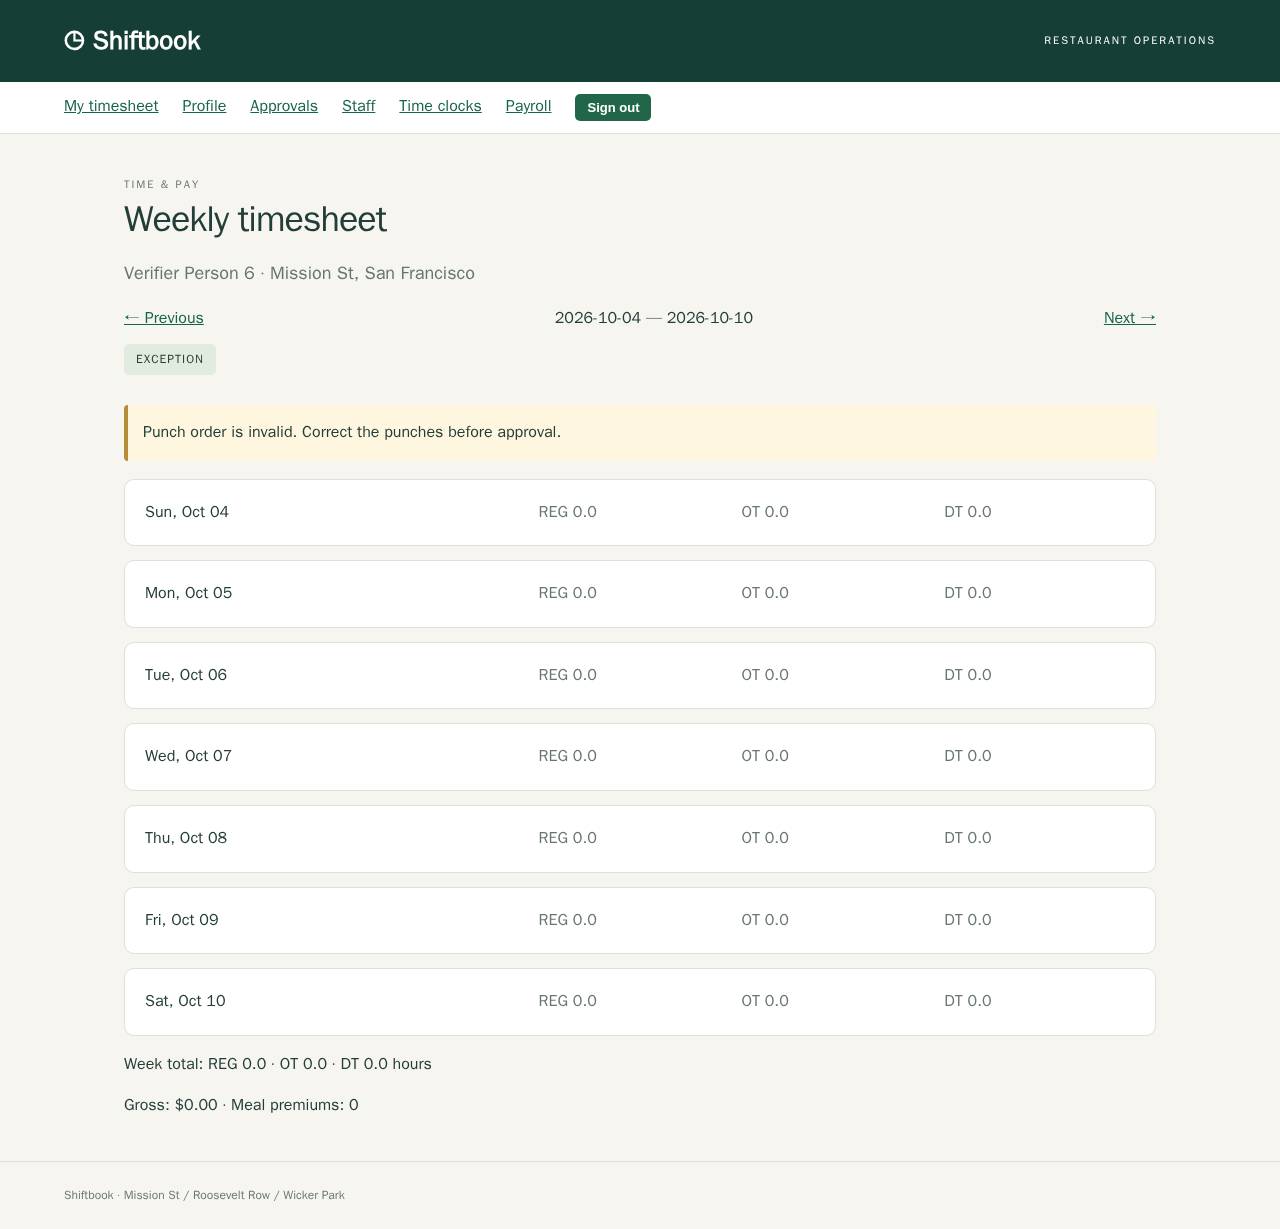 Shiftbook
RESTAURANT OPERATIONS
My timesheet Profile Approvals Staff Time clocks Payroll Sign out
TIME & PAY
Weekly timesheet
Verifier Person 6 · Mission St, San Francisco
← Previous 2026-10-04 — 2026-10-10 Next →
EXCEPTION
Punch order is invalid. Correct the punches before approval.
Sun, Oct 04 REG 0.0 OT 0.0 DT 0.0
Mon, Oct 05 REG 0.0 OT 0.0 DT 0.0
Tue, Oct 06 REG 0.0 OT 0.0 DT 0.0
Wed, Oct 07 REG 0.0 OT 0.0 DT 0.0
Thu, Oct 08 REG 0.0 OT 0.0 DT 0.0
Fri, Oct 09 REG 0.0 OT 0.0 DT 0.0
Sat, Oct 10 REG 0.0 OT 0.0 DT 0.0
Week total: REG 0.0 · OT 0.0 · DT 0.0 hours
Gross: $0.00 · Meal premiums: 0
Shiftbook · Mission St / Roosevelt Row / Wicker Park